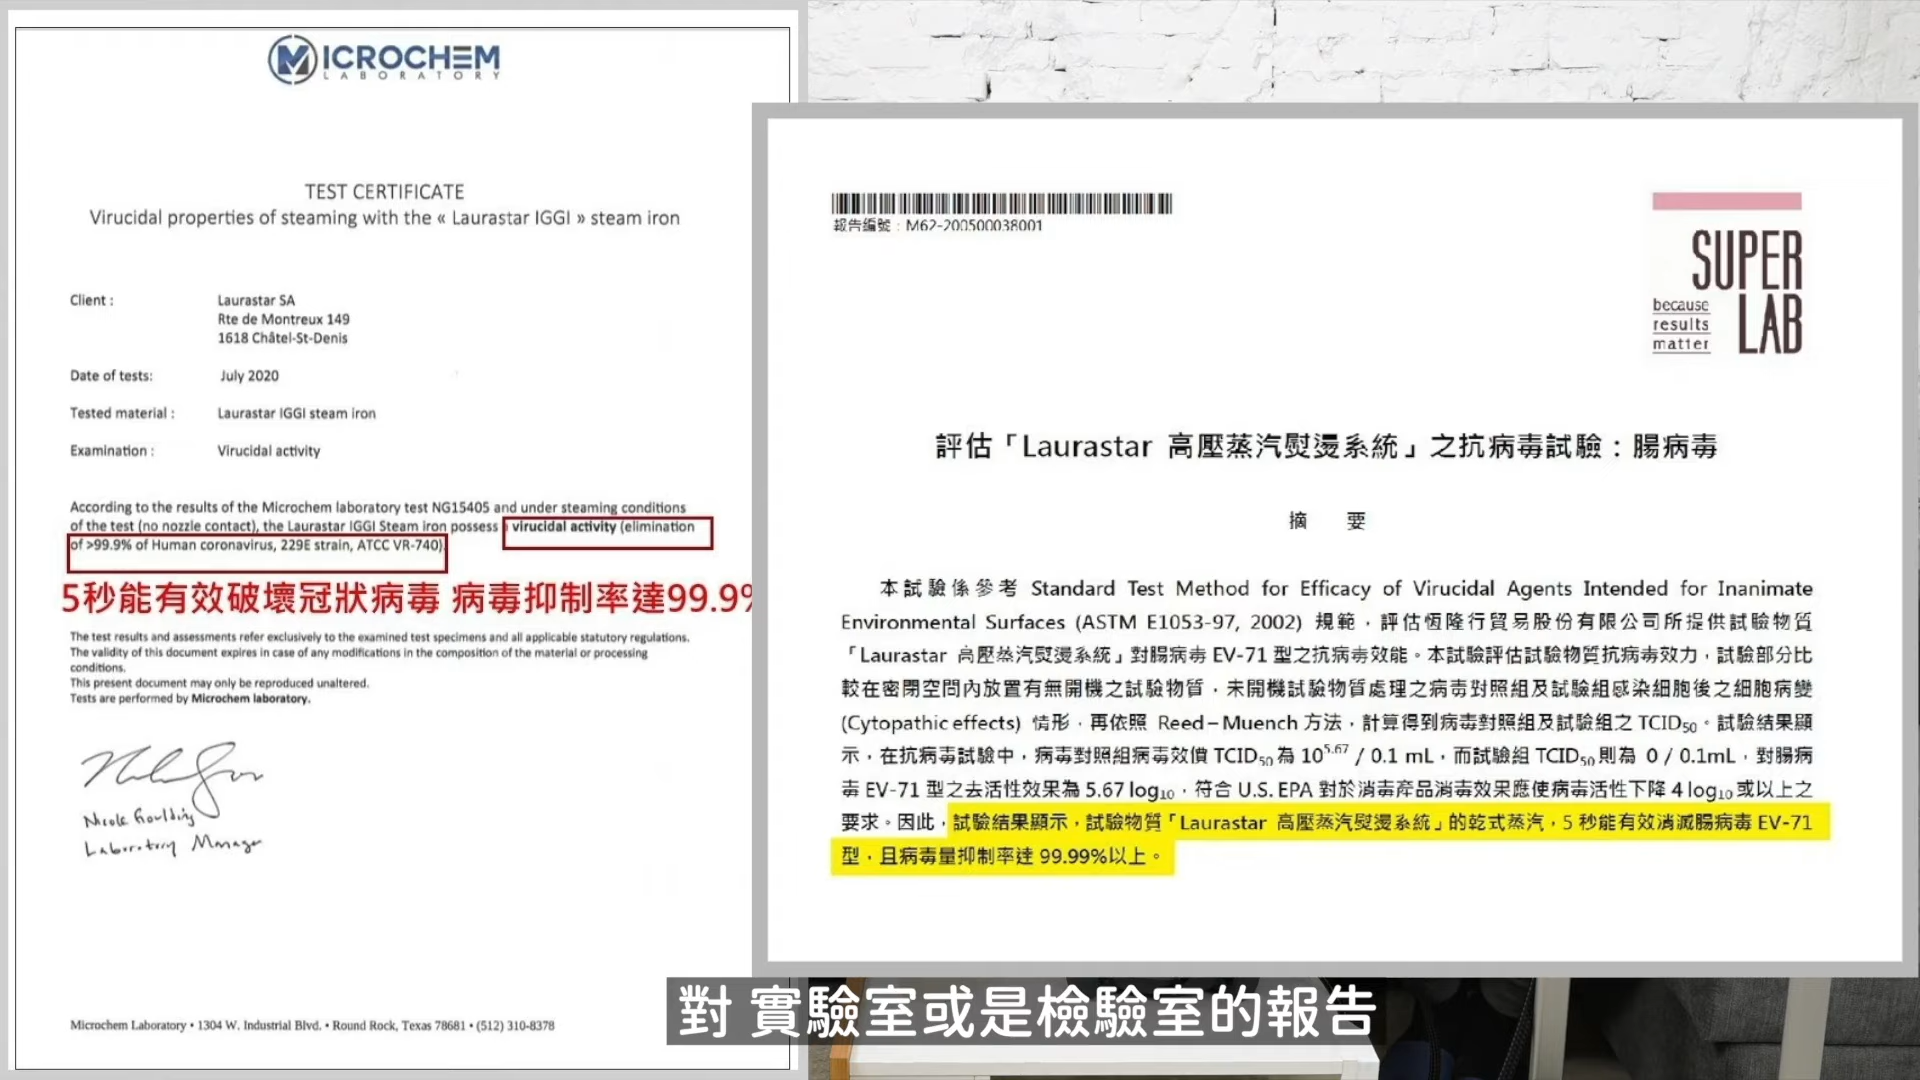 MICROCHEM
LABORATORY
TEST CERTIFICATE
Virucidal properties of steaming with the « Laurastar IGGI » steam iron
Client :
Laurastar SA
Rte de Montreux 149
1618 Châtel-St-Denis
Date of tests:
July 2020
Tested material :
Laurastar IGGI steam iron
Examination :
Virucidal activity
According to the results of the Microchem laboratory test NG15405 and under steaming conditions
of the test (no nozzle contact), the Laurastar IGGI Steam iron possess virucidal activity (elimination
of >99.9% of Human coronavirus, 229E strain, ATCC VR-740)
5秒能有效破壞冠狀病毒 病毒抑制率達99.9%
The test results and assessments refer exclusively to the examined test specimens and all applicable statutory regulations.
The validity of this document expires in case of any modifications in the composition of the material or processing
conditions.
This present document may only be reproduced unaltered.
Tests are performed by Microchem laboratory.
Nicole Goulding
Laboratory Manager
Microchem Laboratory • 1304 W. Industrial Blvd. • Round Rock, Texas 78681 • (512) 310-8378
報告編號：M62-200500038001
SUPER
LAB
because
results
matter
評估「Laurastar 高壓蒸汽熨燙系統」之抗病毒試驗：腸病毒
摘 要
本試驗係參考 Standard Test Method for Efficacy of Virucidal Agents Intended for Inanimate
Environmental Surfaces (ASTM E1053-97, 2002) 規範，評估恆隆行貿易股份有限公司所提供試驗物質
「Laurastar 高壓蒸汽熨燙系統」對腸病毒 EV-71 型之抗病毒效能。本試驗評估試驗物質抗病毒效力，試驗部分比
較在密閉空間內放置有無開機之試驗物質，未開機試驗物質處理之病毒對照組及試驗組感染細胞後之細胞病變
(Cytopathic effects) 情形，再依照 Reed–Muench 方法，計算得到病毒對照組及試驗組之 TCID₅₀。試驗結果顯
示，在抗病毒試驗中，病毒對照組病毒效價 TCID₅₀ 為 10⁵·⁶⁷ / 0.1 mL，而試驗組 TCID₅₀ 則為 0 / 0.1mL，對腸病
毒 EV-71 型之去活性效果為 5.67 log₁₀，符合 U.S. EPA 對於消毒產品消毒效果應使病毒活性下降 4 log₁₀ 或以上之
要求。因此，試驗結果顯示，試驗物質「Laurastar 高壓蒸汽熨燙系統」的乾式蒸汽，5 秒能有效消滅腸病毒 EV-71
型，且病毒量抑制率達 99.99%以上。
對 實驗室或是檢驗室的報告